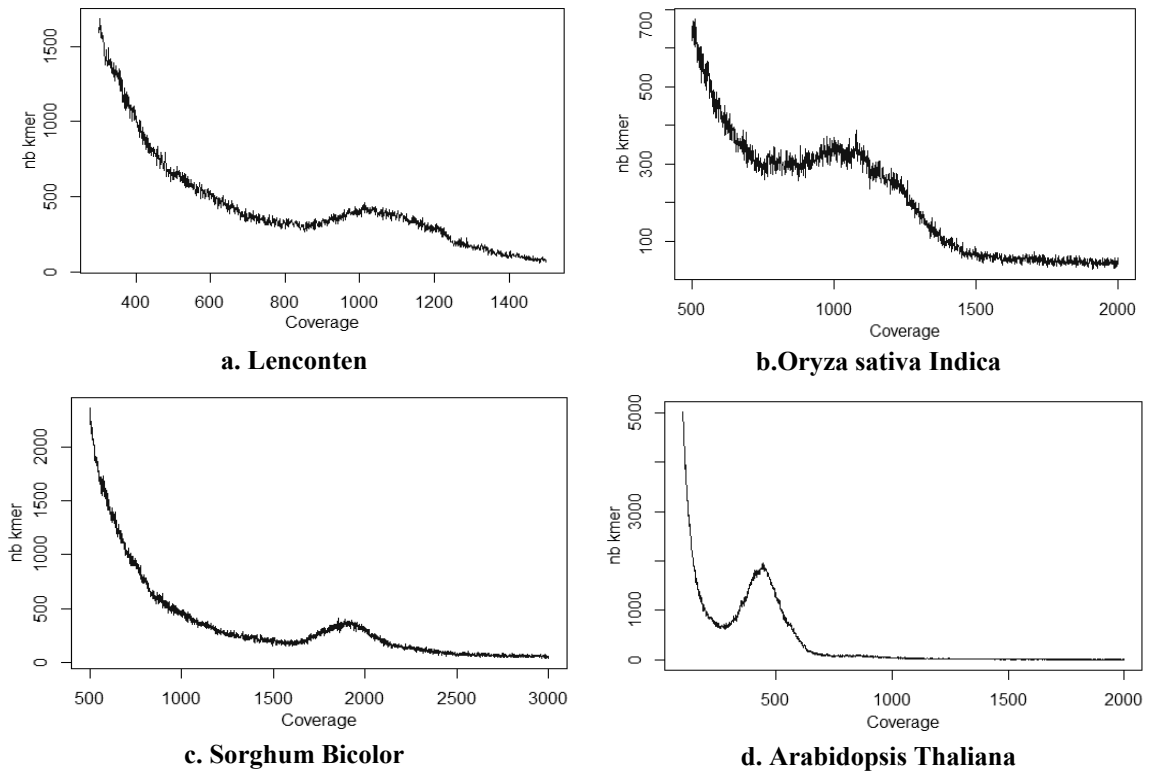 1500
1000
500
0
nb kmer
400 600 800 1000 1200 1400
Coverage
a. Lenconten
700
500
300
100
nb kmer
500 1000 1500 2000
Coverage
b.Oryza sativa Indica
2000
1500
1000
500
0
nb kmer
500 1000 1500 2000 2500 3000
Coverage
c. Sorghum Bicolor
5000
3000
1000
0
nb kmer
500 1000 1500 2000
Coverage
d. Arabidopsis Thaliana